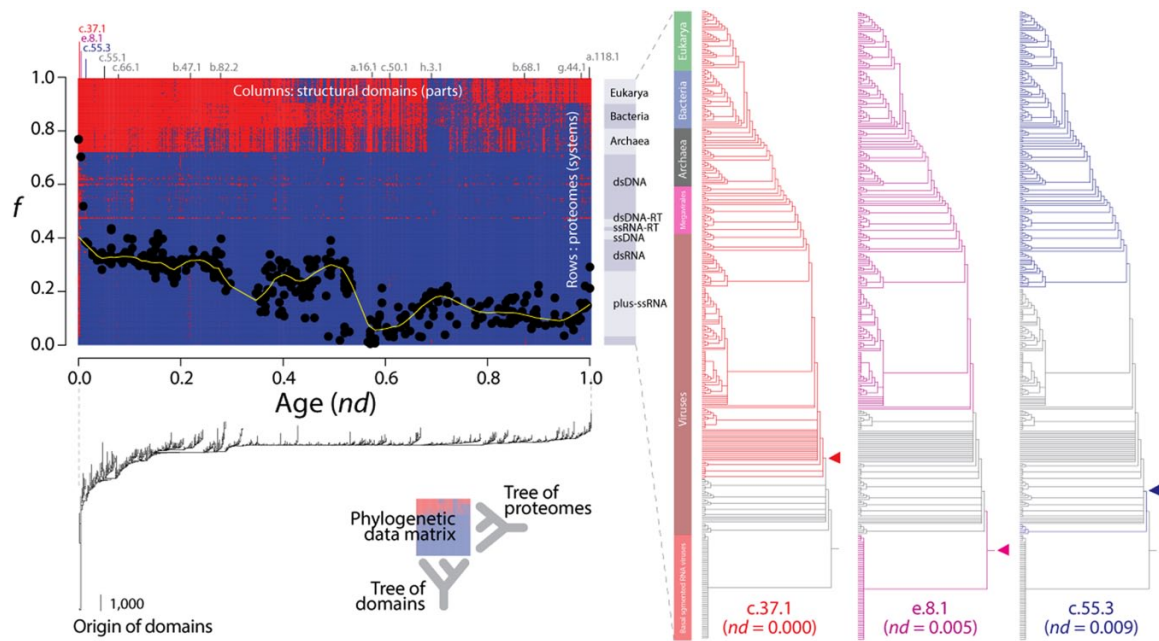 c.37.1
e.8.1
c.55.3
c.55.1
c.66.1
b.47.1
b.82.2
a.16.1
c.50.1
h.3.1
b.68.1
g.44.1
a.118.1
1.0
0.8
0.6
0.4
0.2
0.0
f
Columns: structural domains (parts)
Rows : proteomes (systems)
Eukarya
Bacteria
Archaea
dsDNA
dsDNA-RT
ssRNA-RT
ssDNA
dsRNA
plus-ssRNA
0.0 0.2 0.4 0.6 0.8 1.0
Age (nd)
1,000
Origin of domains
Phylogenetic
data matrix
Tree of
proteomes
Tree of
domains
Eukarya
Bacteria
Archaea
Megavirales
Viruses
Basal sgmented RNA viruses
c.37.1
(nd = 0.000)
e.8.1
(nd = 0.005)
c.55.3
(nd = 0.009)